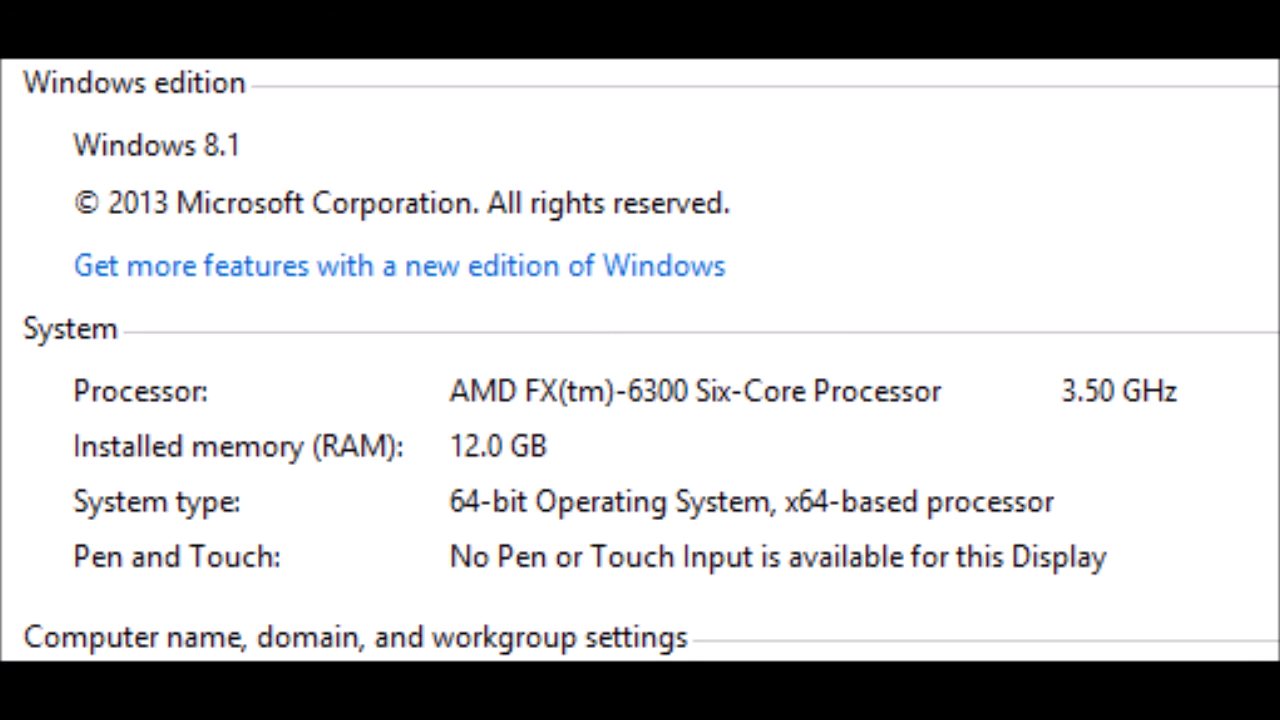 Windows edition
Windows 8.1
© 2013 Microsoft Corporation. All rights reserved.
Get more features with a new edition of Windows
System
Processor: AMD FX(tm)-6300 Six-Core Processor 3.50 GHz
Installed memory (RAM): 12.0 GB
System type: 64-bit Operating System, x64-based processor
Pen and Touch: No Pen or Touch Input is available for this Display
Computer name, domain, and workgroup settings